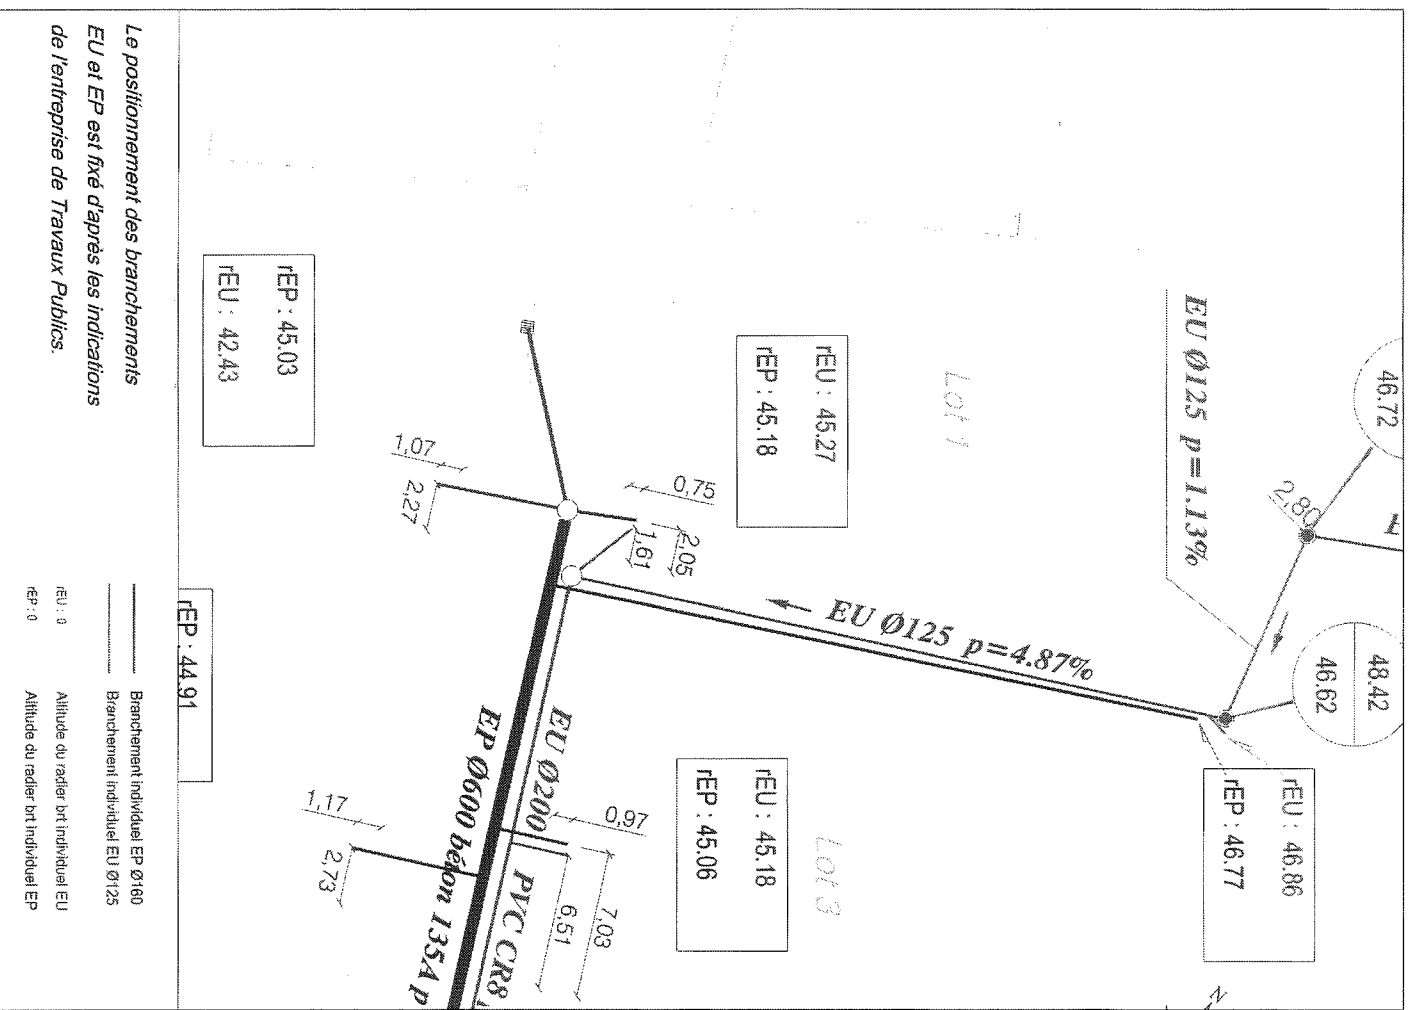 Le positionnement des branchements
EU et EP est fixé d'après les indications
de l'entreprise de Travaux Publics.
Branchement individuel EP Ø160
Branchement individuel EU Ø125
rEU : 0 Altitude du radier brt individuel EU
rEP : 0 Altitude du radier brt individuel EP
rEP : 45.03
rEU : 42.43
rEU : 45.27
rEP : 45.18
Lot 1
EU Ø125 p=1.13%
46.72
2,80
48.42
46.62
rEU : 46.86
rEP : 46.77
EU Ø125 p=4.87%
1,07
2,27
0,75
2,05
1,61
rEP : 44.91
EU Ø200
PVC CR8
EP Ø600 béton 135A p
1,17
2,73
0,97
7,03
6,51
rEU : 45.18
rEP : 45.06
Lot 3
N